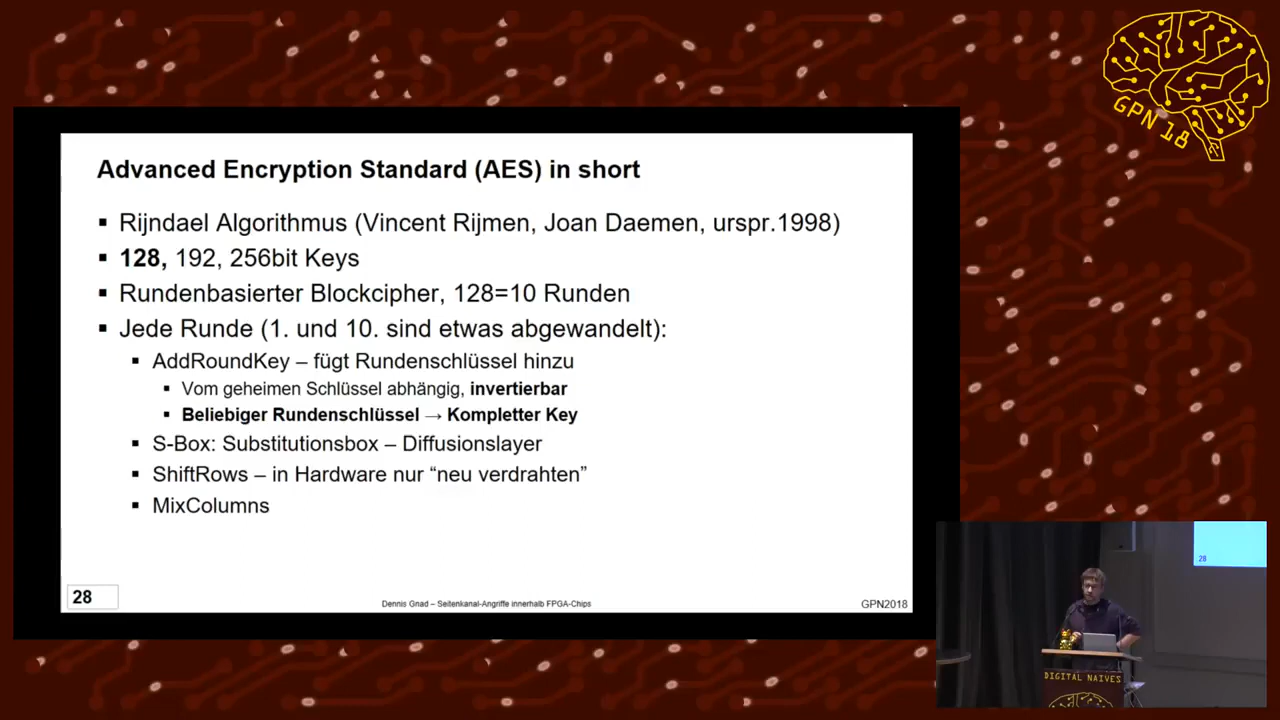 GPN 18
Advanced Encryption Standard (AES) in short
▪ Rijndael Algorithmus (Vincent Rijmen, Joan Daemen, urspr.1998)
▪ 128, 192, 256bit Keys
▪ Rundenbasierter Blockcipher, 128=10 Runden
▪ Jede Runde (1. und 10. sind etwas abgewandelt):
▪ AddRoundKey – fügt Rundenschlüssel hinzu
▪ Vom geheimen Schlüssel abhängig, invertierbar
▪ Beliebiger Rundenschlüssel → Kompletter Key
▪ S-Box: Substitutionsbox – Diffusionslayer
▪ ShiftRows – in Hardware nur “neu verdrahten”
▪ MixColumns
28
Dennis Gnad – Seitenkanal-Angriffe innerhalb FPGA-Chips
GPN2018
28
DIGITAL NAIVES